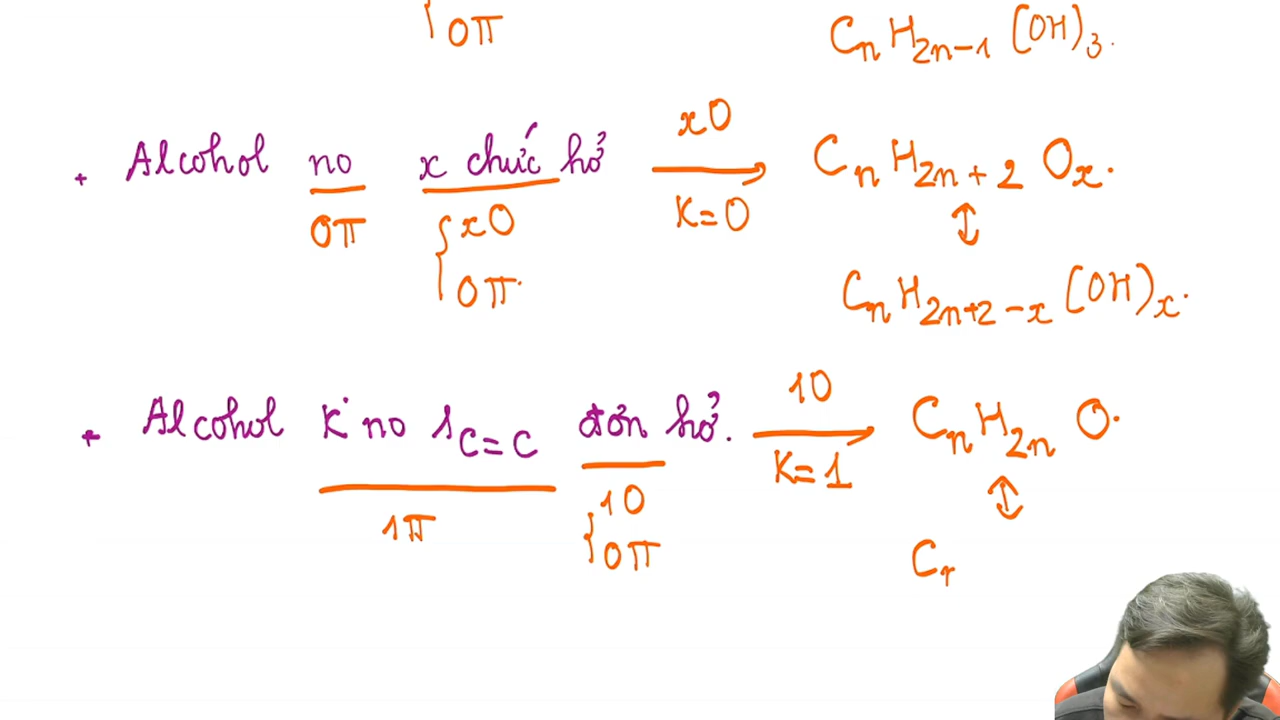 {0π
CnH2n-1 (OH)3.
+ Alcohol no x chức hở xO K=0 CnH2n+2Ox.
0π {xO 0π. ↕
CnH2n+2-x (OH)x.
+ Alcohol K no 1C=C đơn hở. 1O K=1 CnH2nO.
1π {1O 0π ↕
C